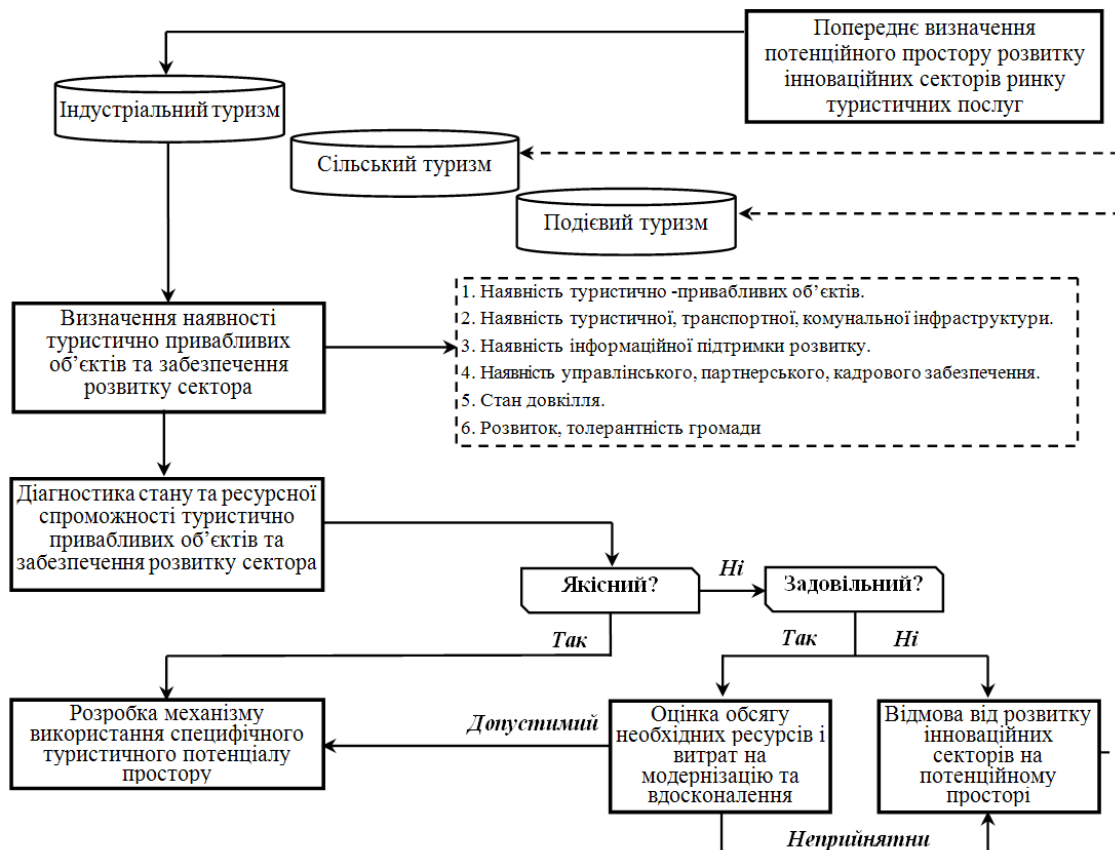 Попереднє визначення
потенційного простору розвитку
інноваційних секторів ринку
туристичних послуг
Індустріальний туризм
Сільський туризм
Подієвий туризм
Визначення наявності
туристично привабливих
об’єктів та забезпечення
розвитку сектора
1. Наявність туристично -привабливих об’єктів.
2. Наявність туристичної, транспортної, комунальної інфраструктури.
3. Наявність інформаційної підтримки розвитку.
4. Наявність управлінського, партнерського, кадрового забезпечення.
5. Стан довкілля.
6. Розвиток, толерантність громади
Діагностика стану та ресурсної
спроможності туристично
привабливих об’єктів та
забезпечення розвитку сектора
Якісний?
Ні
Задовільний?
Так
Так
Ні
Розробка механізму
використання специфічного
туристичного потенціалу
простору
Допустимий
Оцінка обсягу
необхідних ресурсів і
витрат на
модернізацію та
вдосконалення
Відмова від розвитку
інноваційних
секторів на
потенційному
просторі
Неприйнятни